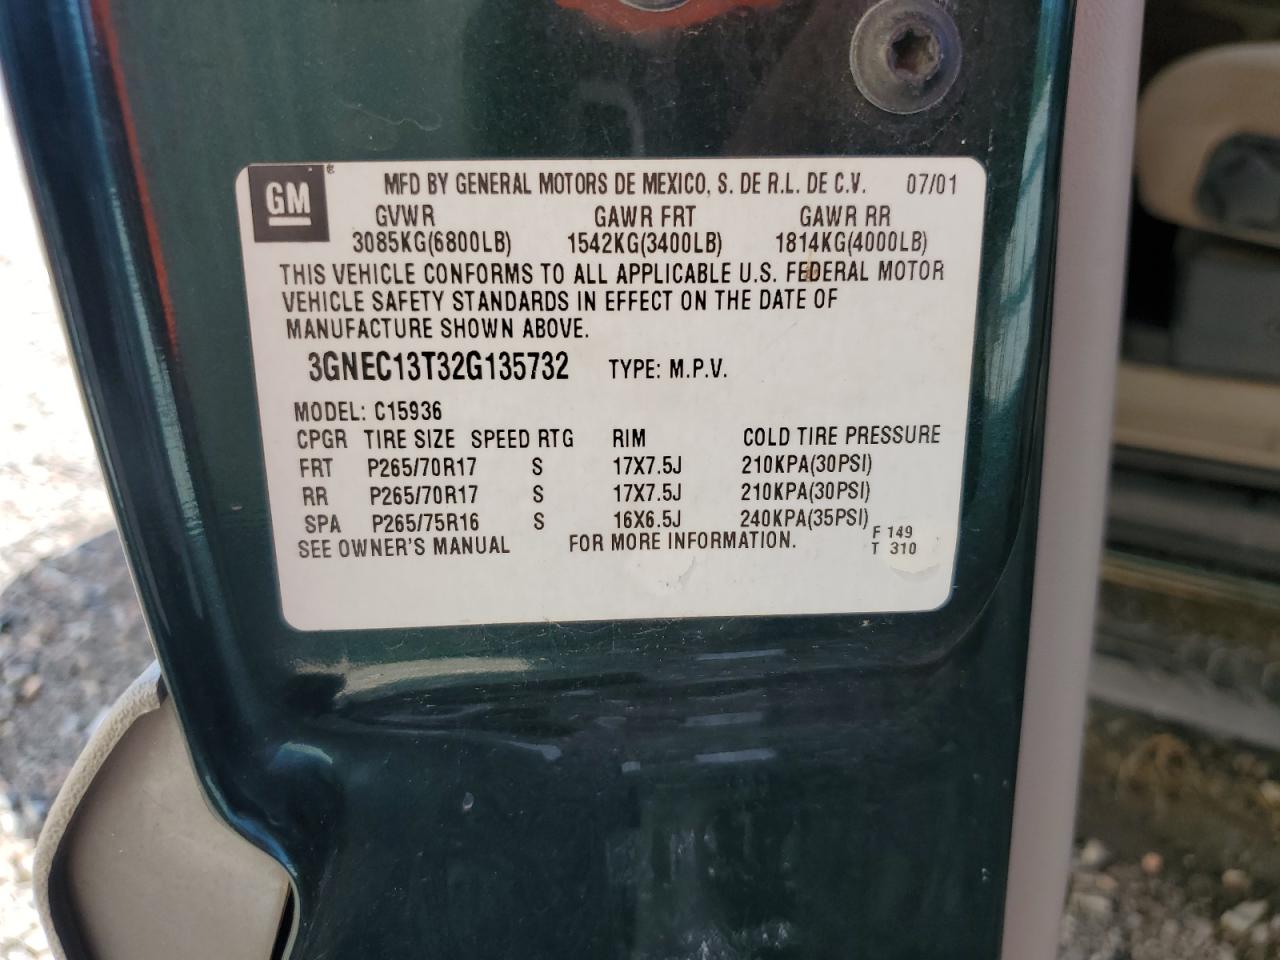 GM ® MFD BY GENERAL MOTORS DE MEXICO, S. DE R.L. DE C.V. 07/01
GVWR GAWR FRT GAWR RR
3085KG(6800LB) 1542KG(3400LB) 1814KG(4000LB)
THIS VEHICLE CONFORMS TO ALL APPLICABLE U.S. FEDERAL MOTOR
VEHICLE SAFETY STANDARDS IN EFFECT ON THE DATE OF
MANUFACTURE SHOWN ABOVE.
3GNEC13T32G135732 TYPE: M.P.V.
MODEL: C15936
CPGR TIRE SIZE SPEED RTG RIM COLD TIRE PRESSURE
FRT P265/70R17 S 17X7.5J 210KPA(30PSI)
RR P265/70R17 S 17X7.5J 210KPA(30PSI)
SPA P265/75R16 S 16X6.5J 240KPA(35PSI)
SEE OWNER'S MANUAL FOR MORE INFORMATION. F 149
T 310